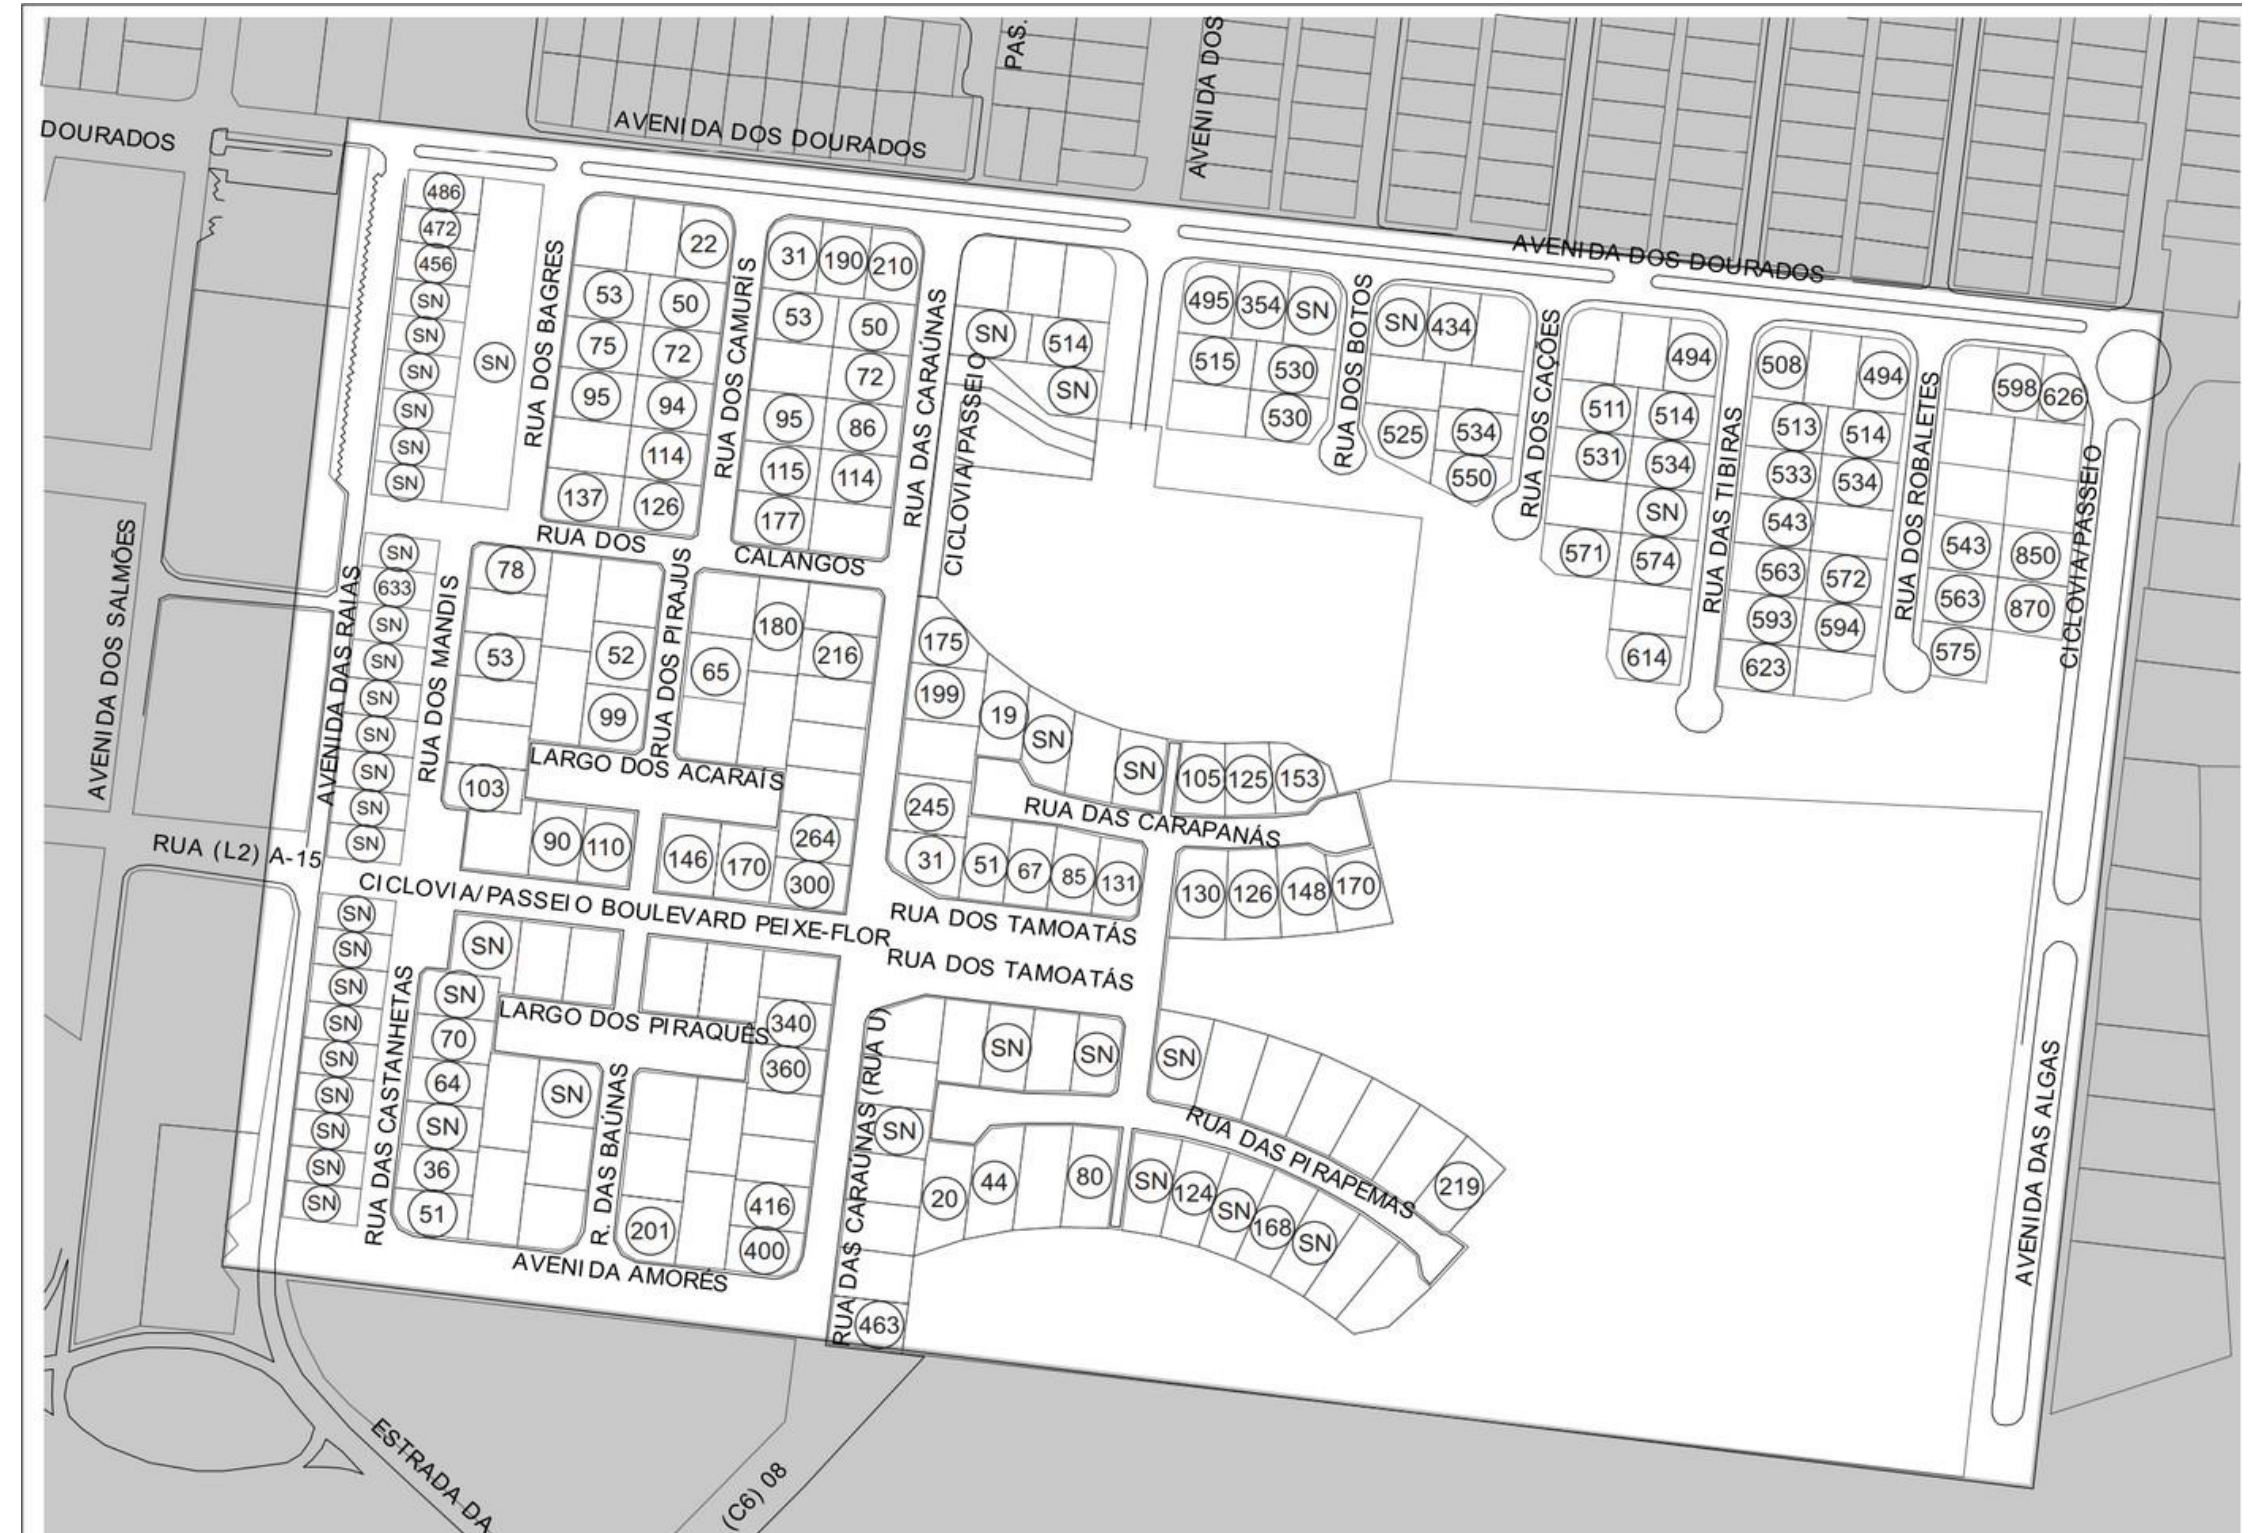 DOURADOS
AVENIDA DOS DOURADOS
PAS.
AVENIDA DOS
AVENIDA DOS DOURADOS
486
472
456
SN
SN
SN
SN
SN
SN
SN
RUA DOS BAGRES
22
53
50
75
72
95
94
114
137
126
RUA DOS CAMURÍS
31
190
210
53
50
72
95
86
115
114
177
RUA DAS CARAÚNAS
CICLOVIA/PASSEIO
SN
514
SN
495
354
SN
515
530
530
RUA DOS BOTOS
SN
434
525
534
550
RUA DOS CAÇÕES
494
511
514
531
534
SN
571
574
614
RUA DAS TIBIRAS
508
494
513
514
533
534
543
563
572
593
594
623
RUA DOS ROBALETES
598
626
543
850
563
870
575
CICLOVIA/PASSEIO
RUA DOS
CALANGOS
AVENIDA DOS SALMÕES
AVENIDA DAS RAIAS
SN
633
SN
SN
SN
SN
SN
SN
SN
RUA DOS MANDIS
78
53
52
99
103
RUA DOS PIRAJUS
180
65
216
LARGO DOS ACARAÍS
90
110
146
170
264
300
175
199
19
SN
SN
105
125
153
245
31
RUA DAS CARAPANÁS
51
67
85
131
130
126
148
170
RUA (L2) A-15
CICLOVIA/PASSEIO BOULEVARD PEIXE-FLOR
RUA DOS TAMOATÁS
RUA DOS TAMOATÁS
SN
SN
SN
SN
SN
SN
SN
SN
SN
RUA DAS CASTANHETAS
SN
SN
70
64
SN
36
51
SN
LARGO DOS PIRAQUÊS
R. DAS BAÚNAS
340
360
416
201
400
AVENIDA AMORÉS
RUA DAS CARAÚNAS (RUA U)
SN
SN
SN
20
44
80
463
SN
RUA DAS PIRAPEMAS
219
SN
124
SN
168
SN
AVENIDA DAS ALGAS
ESTRADA DA
(C6) 08